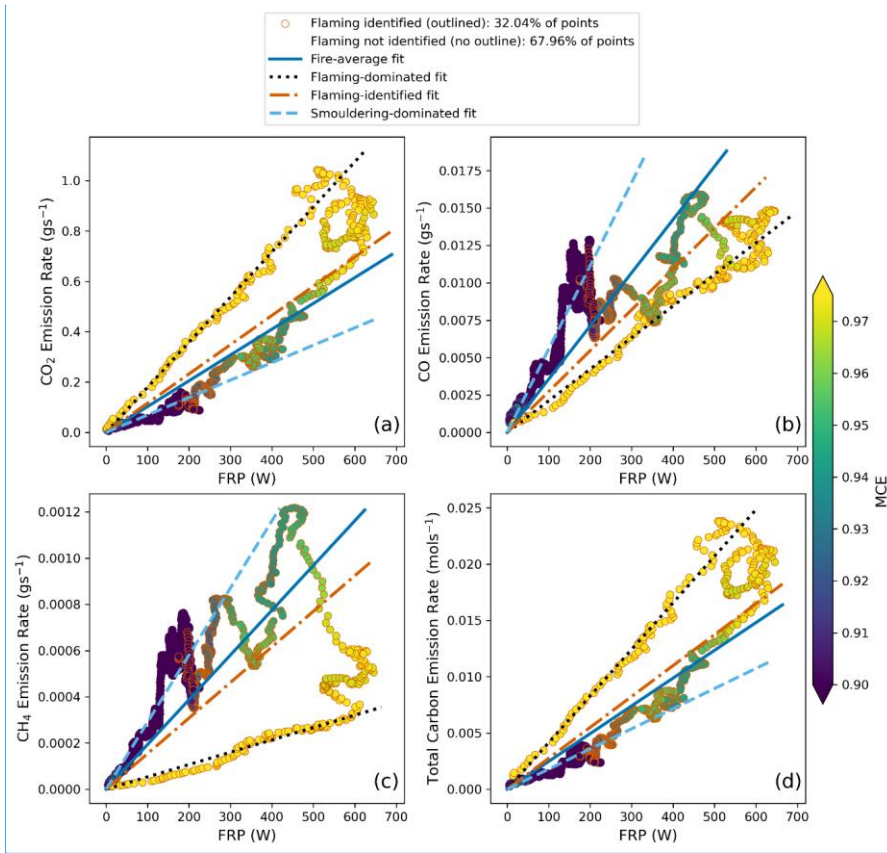 Flaming identified (outlined): 32.04% of points
Flaming not identified (no outline): 67.96% of points
Fire-average fit
Flaming-dominated fit
Flaming-identified fit
Smouldering-dominated fit
CO₂ Emission Rate (gs⁻¹)
1.0
0.8
0.6
0.4
0.2
0.0
(a)
0 100 200 300 400 500 600 700
FRP (W)
CO Emission Rate (gs⁻¹)
0.0175
0.0150
0.0125
0.0100
0.0075
0.0050
0.0025
0.0000
(b)
0 100 200 300 400 500 600 700
FRP (W)
CH₄ Emission Rate (gs⁻¹)
0.0012
0.0010
0.0008
0.0006
0.0004
0.0002
0.0000
(c)
0 100 200 300 400 500 600 700
FRP (W)
Total Carbon Emission Rate (mols⁻¹)
0.025
0.020
0.015
0.010
0.005
0.000
(d)
0 100 200 300 400 500 600 700
FRP (W)
0.97
0.96
0.95
0.94
0.93
0.92
0.91
0.90
MCE